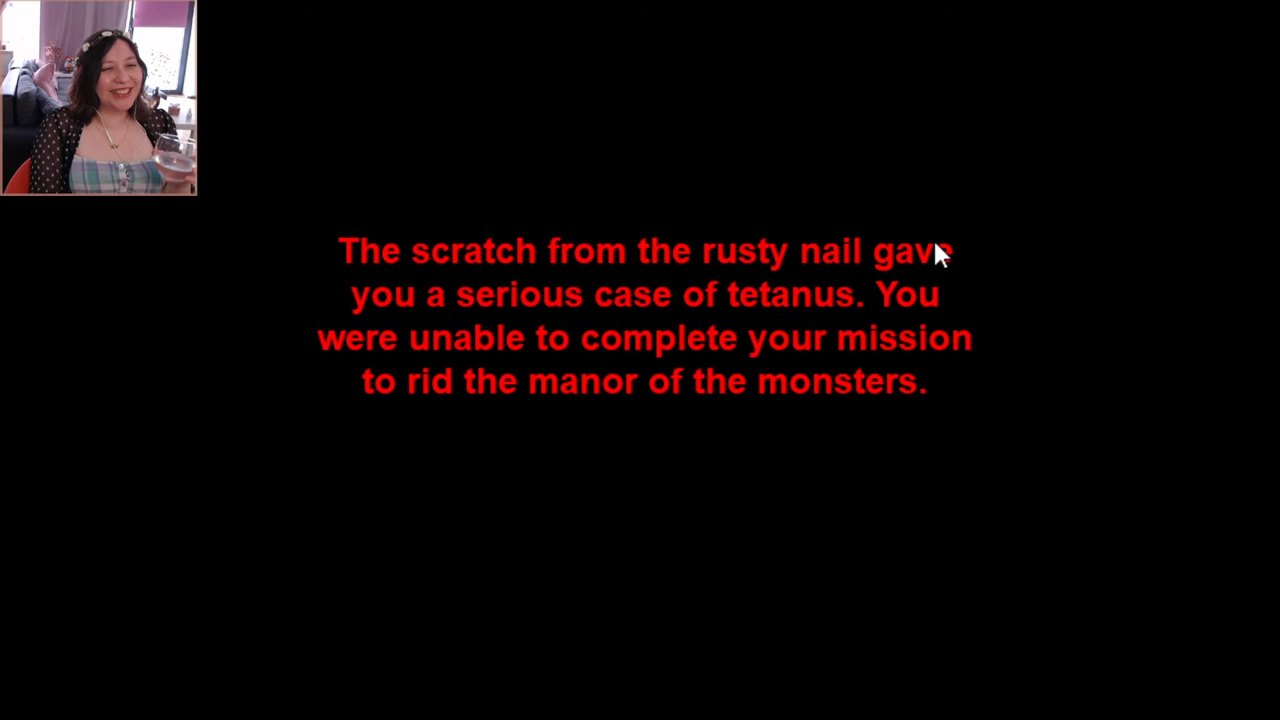 The scratch from the rusty nail gave
you a serious case of tetanus. You
were unable to complete your mission
to rid the manor of the monsters.